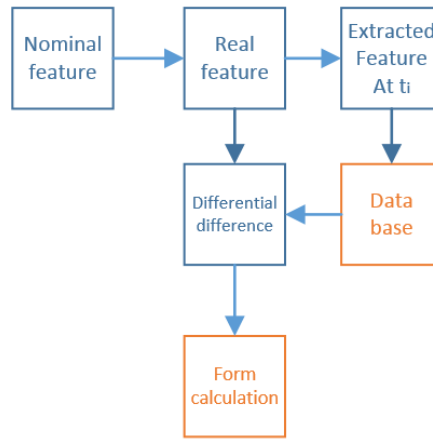 Nominal
feature
Real
feature
Extracted
Feature
At ti
Differential
difference
Data
base
Form
calculation